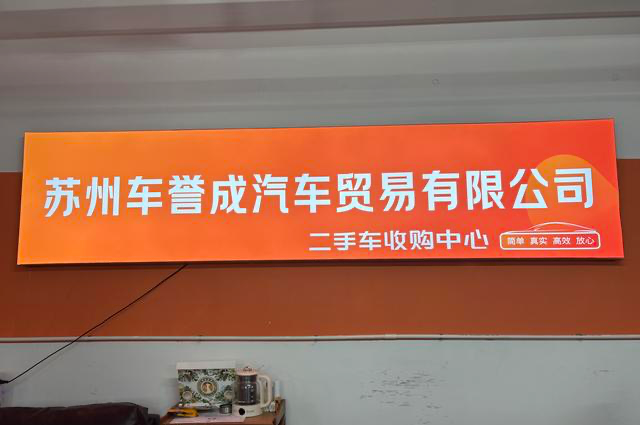 苏州车誉成汽车贸易有限公司
二手车收购中心
简单 真实 高效 放心